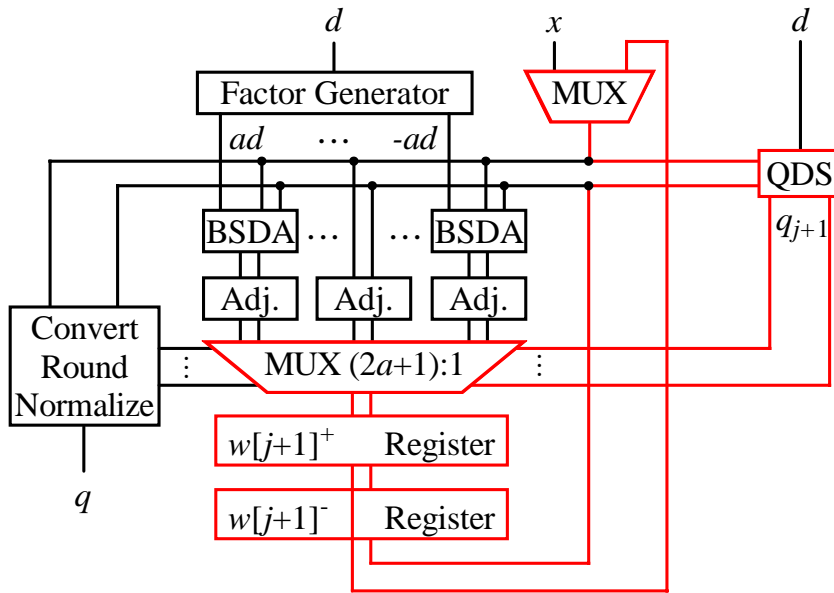 d x d
Factor Generator
MUX
ad ... -ad
QDS
BSDA ... ... BSDA
q_{j+1}
Adj. Adj. Adj.
Convert
Round
Normalize
⋮ MUX (2a+1):1 ⋮
w[j+1]⁺ Register
w[j+1]⁻ Register
q